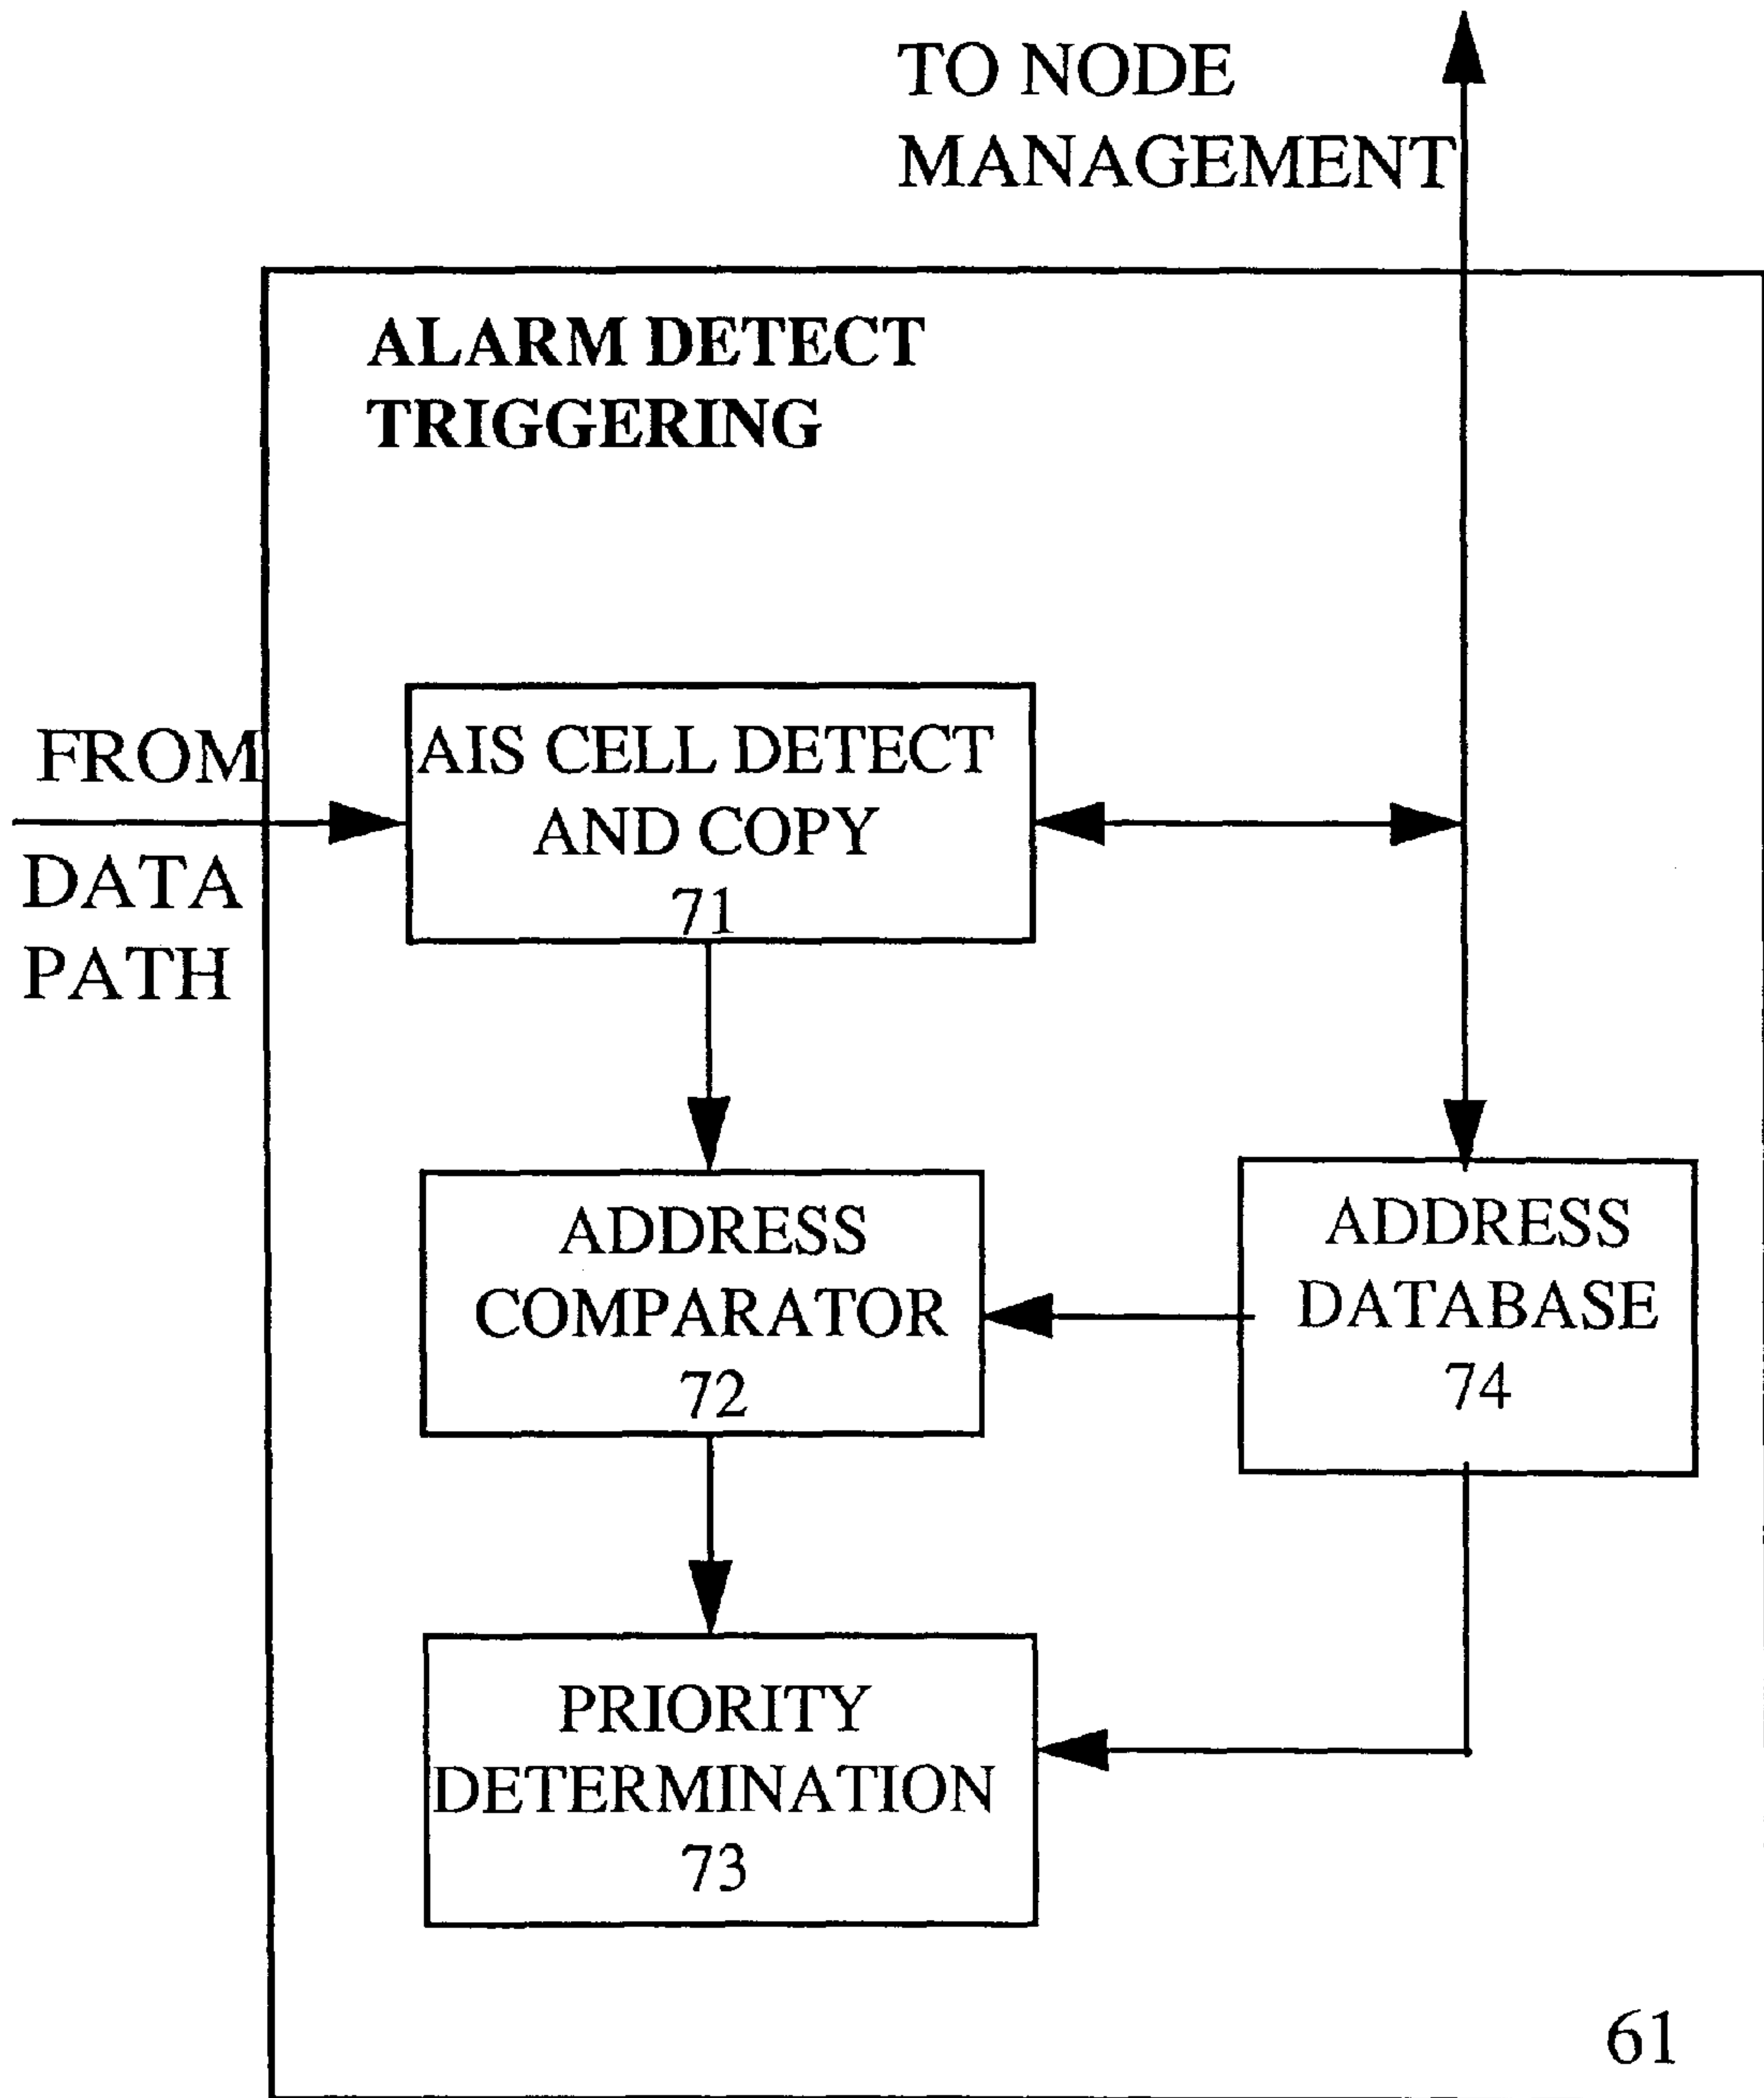 TO NODE
MANAGEMENT
ALARM DETECT
TRIGGERING
FROM
DATA
PATH
AIS CELL DETECT
AND COPY
71
ADDRESS
COMPARATOR
72
ADDRESS
DATABASE
74
PRIORITY
DETERMINATION
73
61